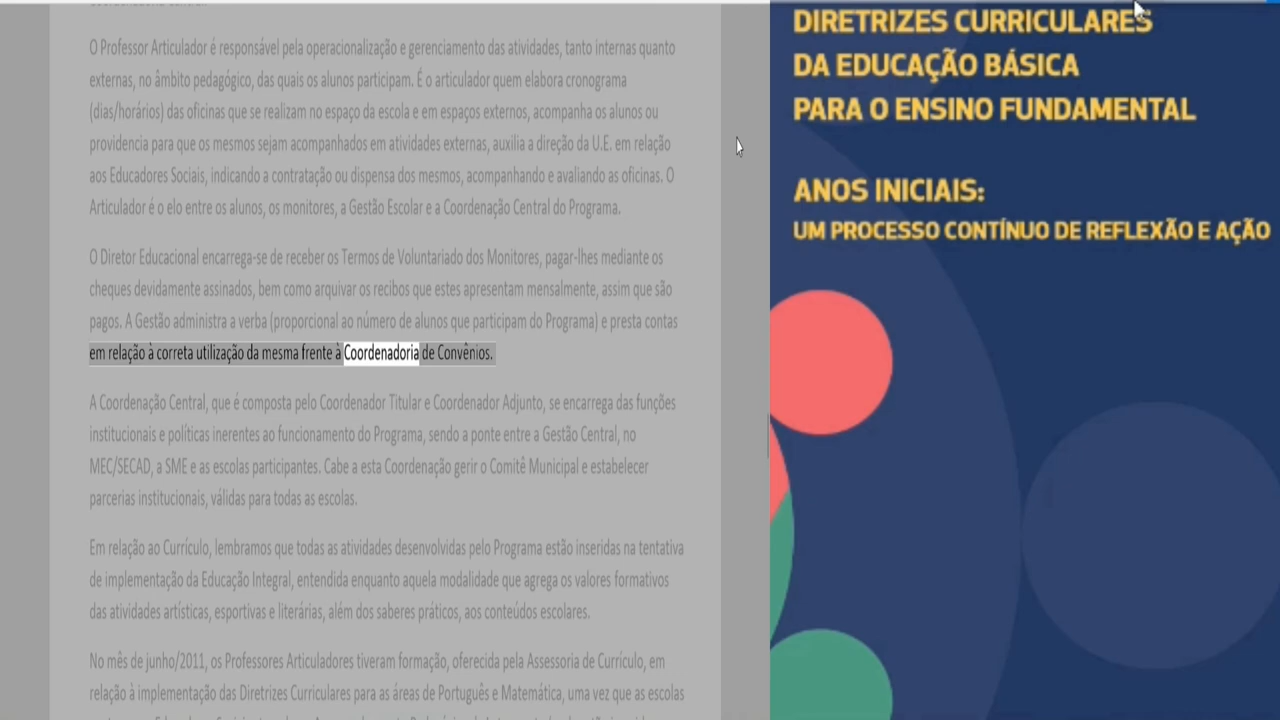 O Professor Articulador é responsável pela operacionalização e gerenciamento das atividades, tanto internas quanto
externas, no âmbito pedagógico, das quais os alunos participam. É o articulador quem elabora cronograma
(dias/horários) das oficinas que se realizam no espaço da escola e em espaços externos, acompanha os alunos ou
providencia para que os mesmos sejam acompanhados em atividades externas, auxilia a direção da U.E. em relação
aos Educadores Sociais, indicando a contratação ou dispensa dos mesmos, acompanhando e avaliando as oficinas. O
Articulador é o elo entre os alunos, os monitores, a Gestão Escolar e a Coordenação Central do Programa.
O Diretor Educacional encarrega-se de receber os Termos de Voluntariado dos Monitores, pagar-lhes mediante os
cheques devidamente assinados, bem como arquivar os recibos que estes apresentam mensalmente, assim que são
pagos. A Gestão administra a verba (proporcional ao número de alunos que participam do Programa) e presta contas
em relação à correta utilização da mesma frente à Coordenadoria de Convênios.
A Coordenação Central, que é composta pelo Coordenador Titular e Coordenador Adjunto, se encarrega das funções
institucionais e políticas inerentes ao funcionamento do Programa, sendo a ponte entre a Gestão Central, no
MEC/SECAD, a SME e as escolas participantes. Cabe a esta Coordenação gerir o Comitê Municipal e estabelecer
parcerias institucionais, válidas para todas as escolas.
Em relação ao Currículo, lembramos que todas as atividades desenvolvidas pelo Programa estão inseridas na tentativa
de implementação da Educação Integral, entendida enquanto aquela modalidade que agrega os valores formativos
das atividades artísticas, esportivas e literárias, além dos saberes práticos, aos conteúdos escolares.
No mês de junho/2011, os Professores Articuladores tiveram formação, oferecida pela Assessoria de Currículo, em
relação à implementação das Diretrizes Curriculares para as áreas de Português e Matemática, uma vez que as escolas
DIRETRIZES CURRICULARES
DA EDUCAÇÃO BÁSICA
PARA O ENSINO FUNDAMENTAL
ANOS INICIAIS:
UM PROCESSO CONTÍNUO DE REFLEXÃO E AÇÃO